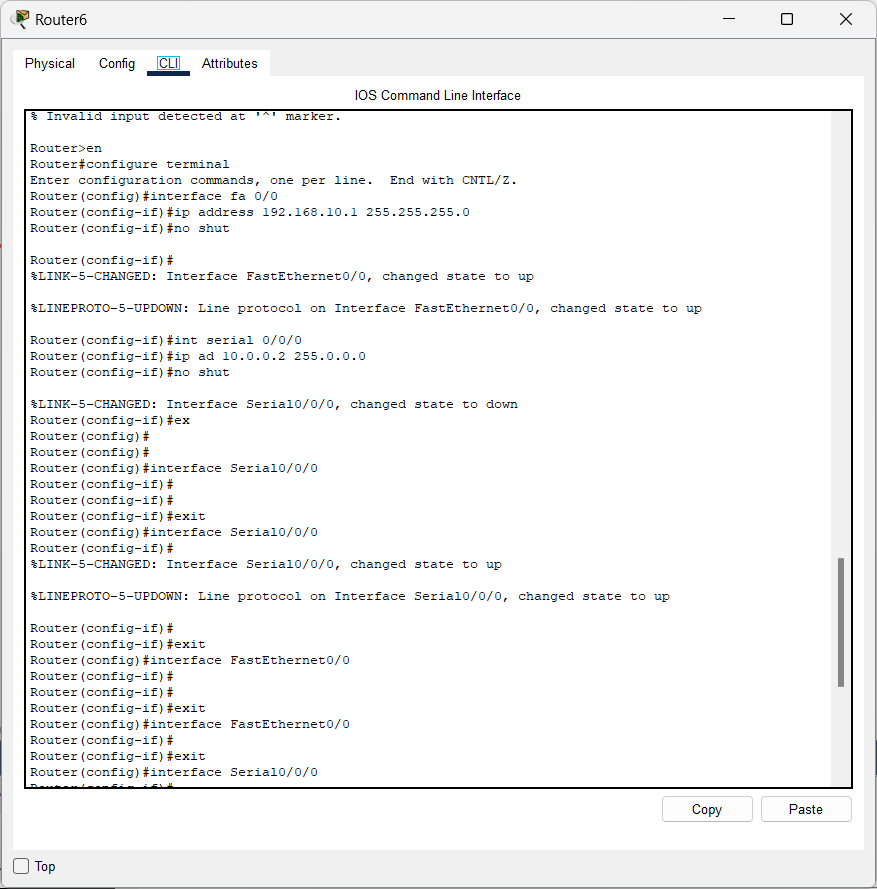 Router6
Physical Config CLI Attributes
IOS Command Line Interface
% Invalid input detected at '^' marker.
Router>en
Router#configure terminal
Enter configuration commands, one per line.  End with CNTL/Z.
Router(config)#interface fa 0/0
Router(config-if)#ip address 192.168.10.1 255.255.255.0
Router(config-if)#no shut
Router(config-if)#
%LINK-5-CHANGED: Interface FastEthernet0/0, changed state to up
%LINEPROTO-5-UPDOWN: Line protocol on Interface FastEthernet0/0, changed state to up
Router(config-if)#int serial 0/0/0
Router(config-if)#ip ad 10.0.0.2 255.0.0.0
Router(config-if)#no shut
%LINK-5-CHANGED: Interface Serial0/0/0, changed state to down
Router(config-if)#ex
Router(config)#
Router(config)#
Router(config)#interface Serial0/0/0
Router(config-if)#
Router(config-if)#
Router(config-if)#exit
Router(config)#interface Serial0/0/0
Router(config-if)#
%LINK-5-CHANGED: Interface Serial0/0/0, changed state to up
%LINEPROTO-5-UPDOWN: Line protocol on Interface Serial0/0/0, changed state to up
Router(config-if)#
Router(config-if)#exit
Router(config)#interface FastEthernet0/0
Router(config-if)#
Router(config-if)#
Router(config-if)#exit
Router(config)#interface FastEthernet0/0
Router(config-if)#
Router(config-if)#exit
Router(config)#interface Serial0/0/0
Router(config-if)#
Copy Paste
Top